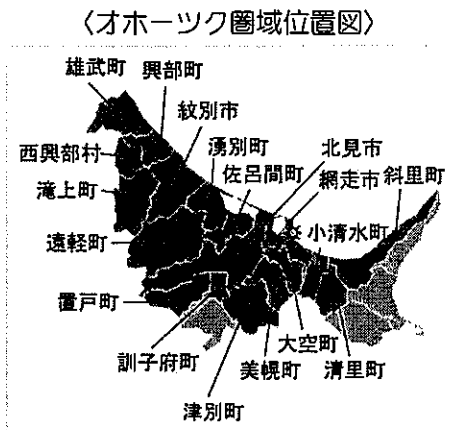 〈オホーツク圏域位置図〉
雄武町
興部町
紋別市
湧別町
北見市
西興部村
佐呂間町
網走市
斜里町
滝上町
小清水町
遠軽町
置戸町
大空町
訓子府町
美幌町
清里町
津別町